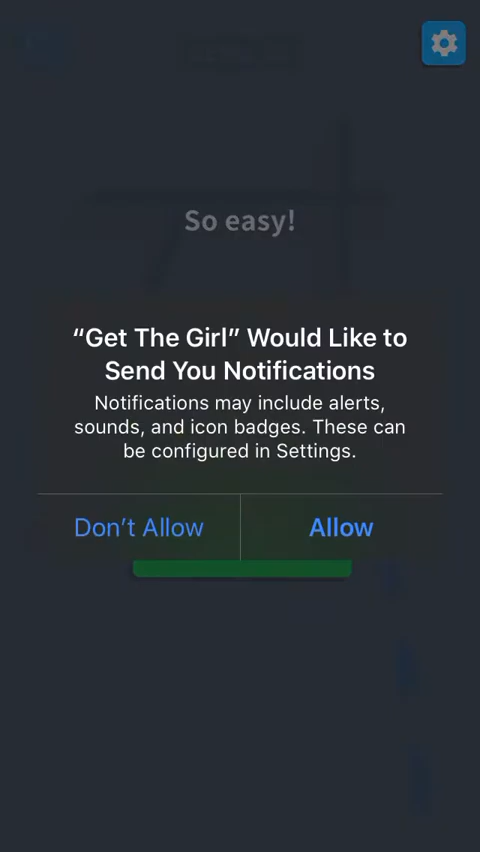 So easy!
“Get The Girl” Would Like to
Send You Notifications
Notifications may include alerts,
sounds, and icon badges. These can
be configured in Settings.
Don’t Allow
Allow